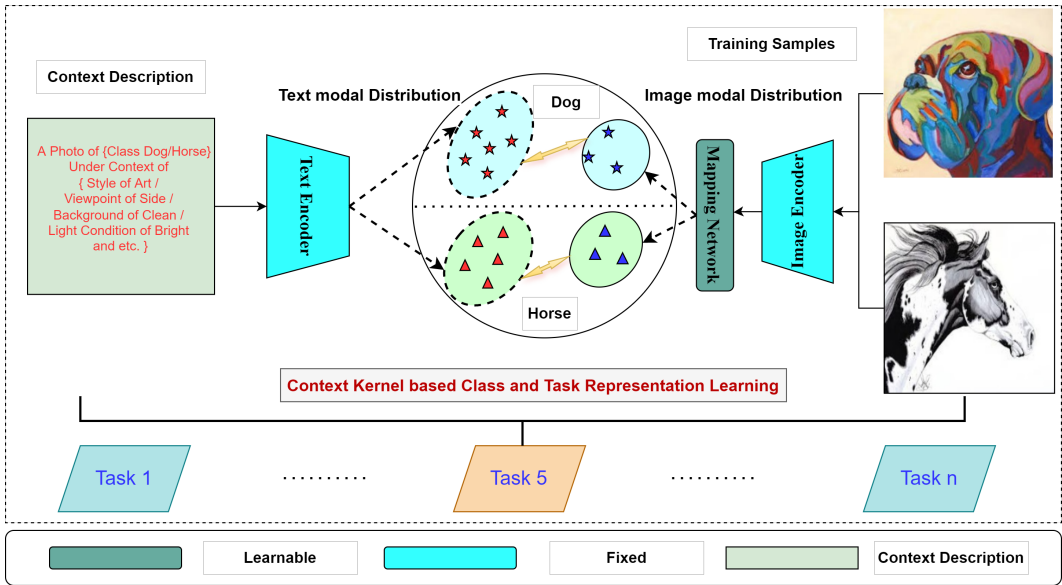 Training Samples
Context Description
Text modal Distribution
Dog
Image modal Distribution
A Photo of {Class Dog/Horse}
Under Context of
{ Style of Art /
Viewpoint of Side /
Background of Clean /
Light Condition of Bright
and etc. }
Text Encoder
Mapping Network
Image Encoder
Horse
Context Kernel based Class and Task Representation Learning
Task 1
Task 5
Task n
Learnable
Fixed
Context Description